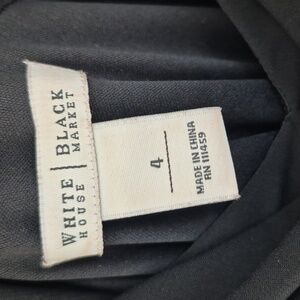 WHITE | BLACK
HOUSE | MARKET
4
MADE IN CHINA
RN 111459